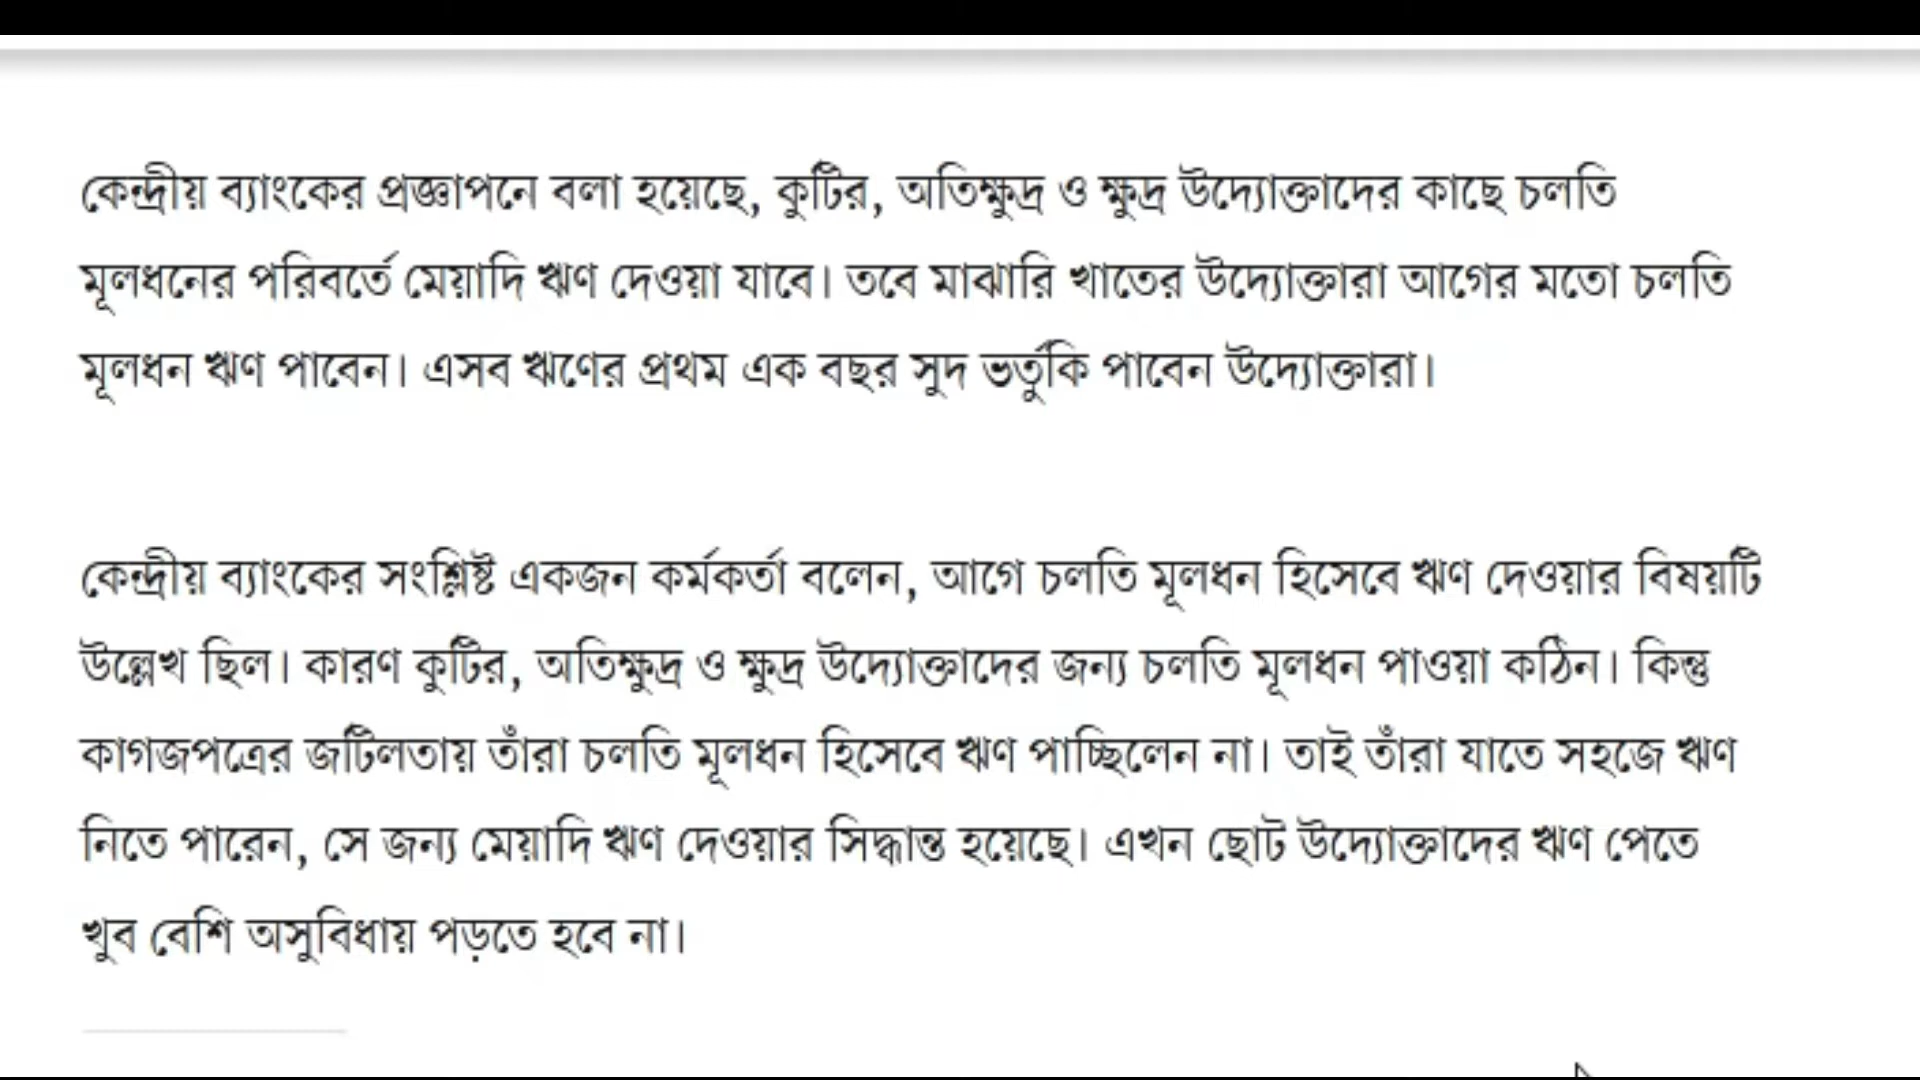 কেন্দ্রীয় ব্যাংকের প্রজ্ঞাপনে বলা হয়েছে, কুটির, অতিক্ষুদ্র ও ক্ষুদ্র উদ্যোক্তাদের কাছে চলতি
মূলধনের পরিবর্তে মেয়াদি ঋণ দেওয়া যাবে। তবে মাঝারি খাতের উদ্যোক্তারা আগের মতো চলতি
মূলধন ঋণ পাবেন। এসব ঋণের প্রথম এক বছর সুদ ভর্তুকি পাবেন উদ্যোক্তারা।
কেন্দ্রীয় ব্যাংকের সংশ্লিষ্ট একজন কর্মকর্তা বলেন, আগে চলতি মূলধন হিসেবে ঋণ দেওয়ার বিষয়টি
উল্লেখ ছিল। কারণ কুটির, অতিক্ষুদ্র ও ক্ষুদ্র উদ্যোক্তাদের জন্য চলতি মূলধন পাওয়া কঠিন। কিন্তু
কাগজপত্রের জটিলতায় তাঁরা চলতি মূলধন হিসেবে ঋণ পাচ্ছিলেন না। তাই তাঁরা যাতে সহজে ঋণ
নিতে পারেন, সে জন্য মেয়াদি ঋণ দেওয়ার সিদ্ধান্ত হয়েছে। এখন ছোট উদ্যোক্তাদের ঋণ পেতে
খুব বেশি অসুবিধায় পড়তে হবে না।